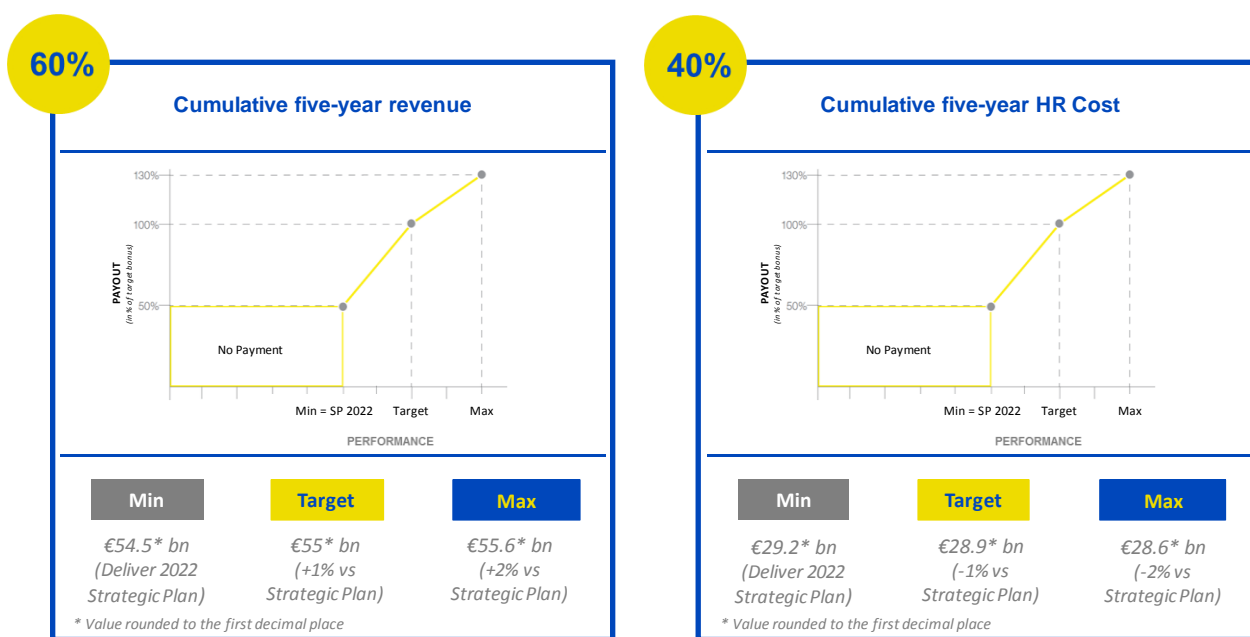 60%
Cumulative five-year revenue
130%
100%
50%
PAYOUT
(in % of target bonus)
No Payment
Min = SP 2022 Target Max
PERFORMANCE
Min Target Max
€54.5* bn €55* bn €55.6* bn
(Deliver 2022 (+1% vs (+2% vs
Strategic Plan) Strategic Plan) Strategic Plan)
* Value rounded to the first decimal place
40%
Cumulative five-year HR Cost
130%
100%
50%
PAYOUT
(in % of target bonus)
No Payment
Min = SP 2022 Target Max
PERFORMANCE
Min Target Max
€29.2* bn €28.9* bn €28.6* bn
(Deliver 2022 (-1% vs (-2% vs
Strategic Plan) Strategic Plan) Strategic Plan)
* Value rounded to the first decimal place